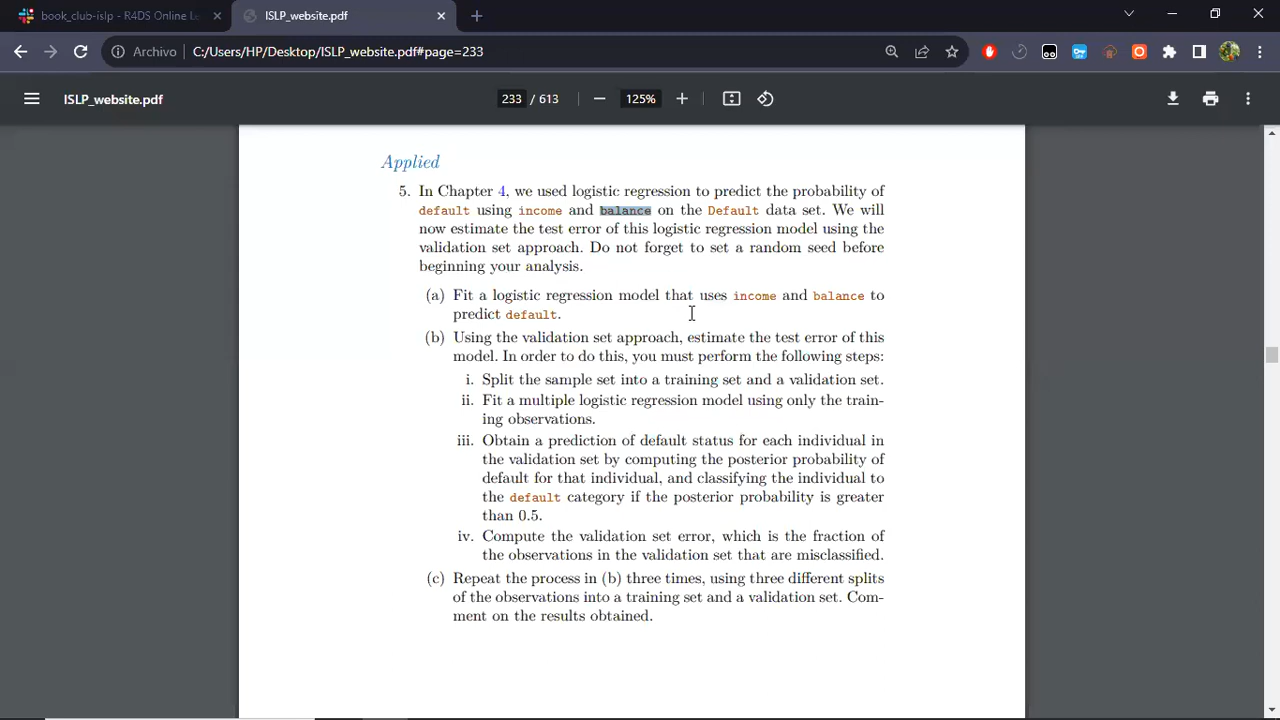 book_club-islp - R4DS Online Le
ISLP_website.pdf
Archivo
C:/Users/HP/Desktop/ISLP_website.pdf#page=233
ISLP_website.pdf
233 / 613
125%
Applied
5. In Chapter 4, we used logistic regression to predict the probability of
default using income and balance on the Default data set. We will
now estimate the test error of this logistic regression model using the
validation set approach. Do not forget to set a random seed before
beginning your analysis.
(a) Fit a logistic regression model that uses income and balance to
predict default.
(b) Using the validation set approach, estimate the test error of this
model. In order to do this, you must perform the following steps:
i. Split the sample set into a training set and a validation set.
ii. Fit a multiple logistic regression model using only the train-
ing observations.
iii. Obtain a prediction of default status for each individual in
the validation set by computing the posterior probability of
default for that individual, and classifying the individual to
the default category if the posterior probability is greater
than 0.5.
iv. Compute the validation set error, which is the fraction of
the observations in the validation set that are misclassified.
(c) Repeat the process in (b) three times, using three different splits
of the observations into a training set and a validation set. Com-
ment on the results obtained.